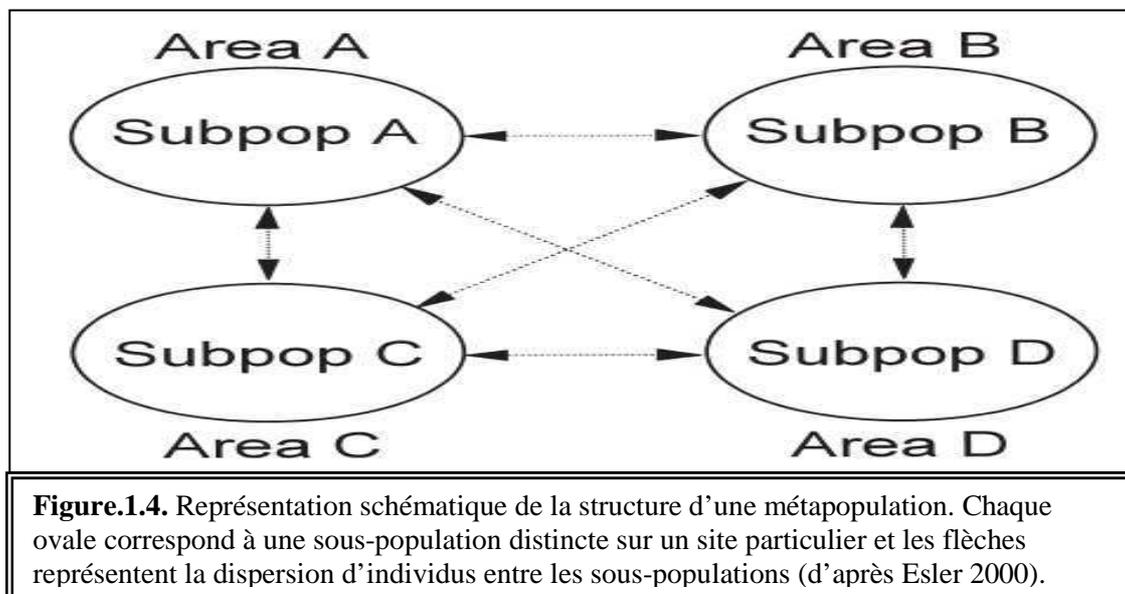 Area A Area B
Subpop A Subpop B
Subpop C Subpop D
Area C Area D
Figure.1.4. Représentation schématique de la structure d’une métapopulation. Chaque
ovale correspond à une sous-population distincte sur un site particulier et les flèches
représentent la dispersion d’individus entre les sous-populations (d’après Esler 2000).